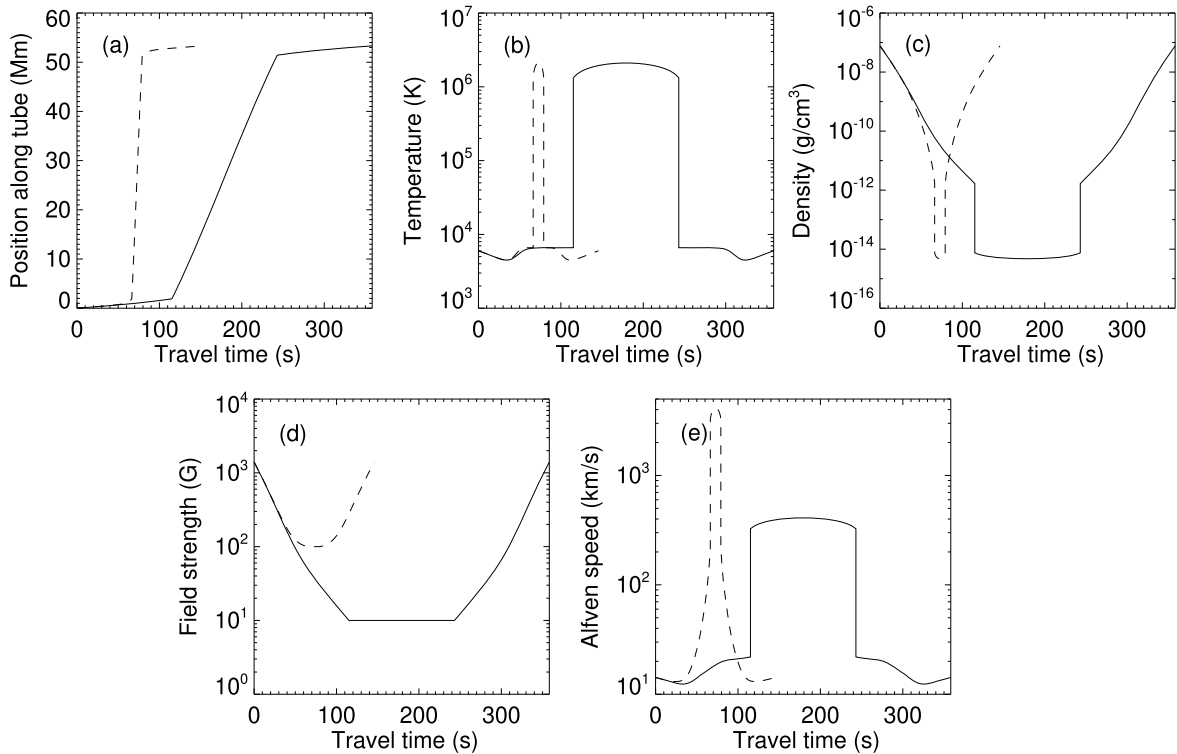 (a)
Position along tube (Mm)
60
50
40
30
20
10
0
0 100 200 300
Travel time (s)
(b)
Temperature (K)
10^7
10^6
10^5
10^4
10^3
0 100 200 300
Travel time (s)
(c)
Density (g/cm^3)
10^-6
10^-8
10^-10
10^-12
10^-14
10^-16
0 100 200 300
Travel time (s)
(d)
Field strength (G)
10^4
10^3
10^2
10^1
10^0
0 100 200 300
Travel time (s)
(e)
Alfven speed (km/s)
10^3
10^2
10^1
0 100 200 300
Travel time (s)